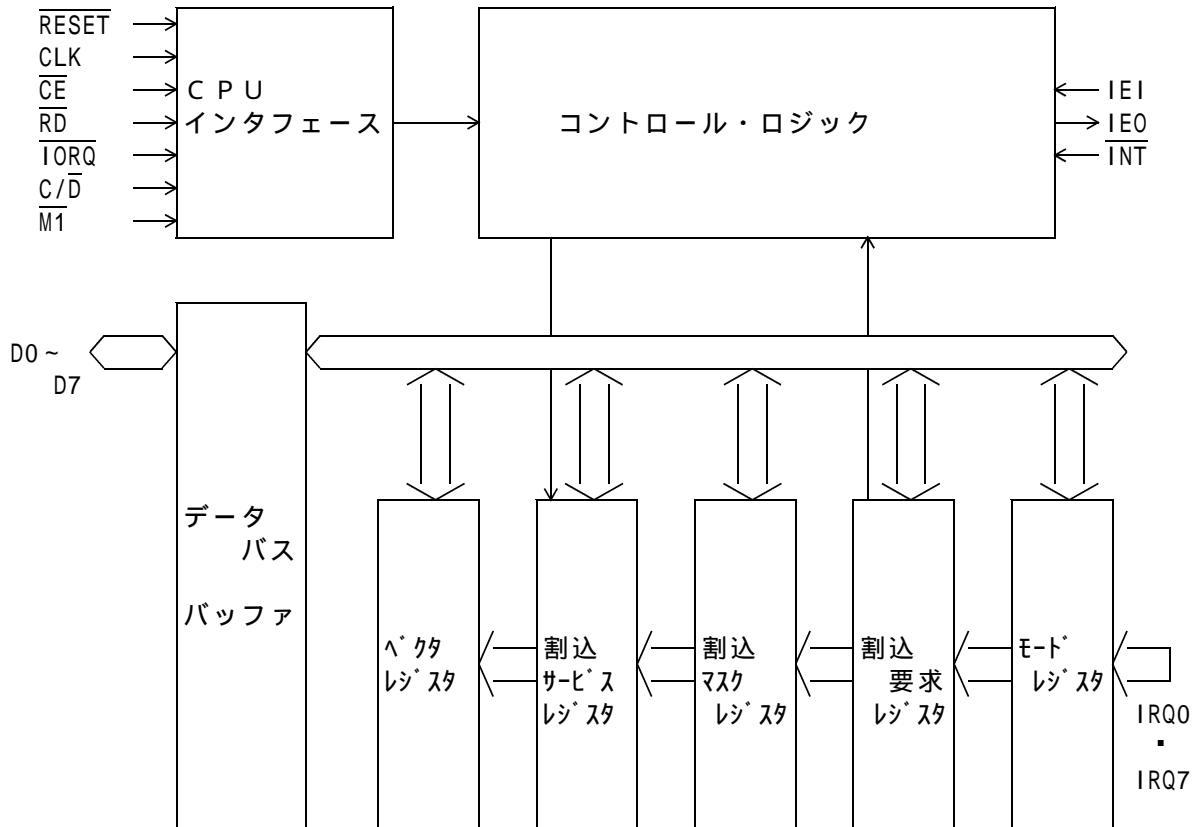 RESET
CLK
CE
RD
IORQ
C/D
M1
CPU
インタフェース
コントロール・ロジック
IEI
IEO
INT
D0~
D7
データ
バス
バッファ
ﾍﾞｸﾀ
ﾚｼﾞｽﾀ
割込
ｻｰﾋﾞｽ
ﾚｼﾞｽﾀ
割込
ﾏｽｸ
ﾚｼﾞｽﾀ
割込
要求
ﾚｼﾞｽﾀ
ﾓｰﾄﾞ
ﾚｼﾞｽﾀ
IRQ0
・
IRQ7